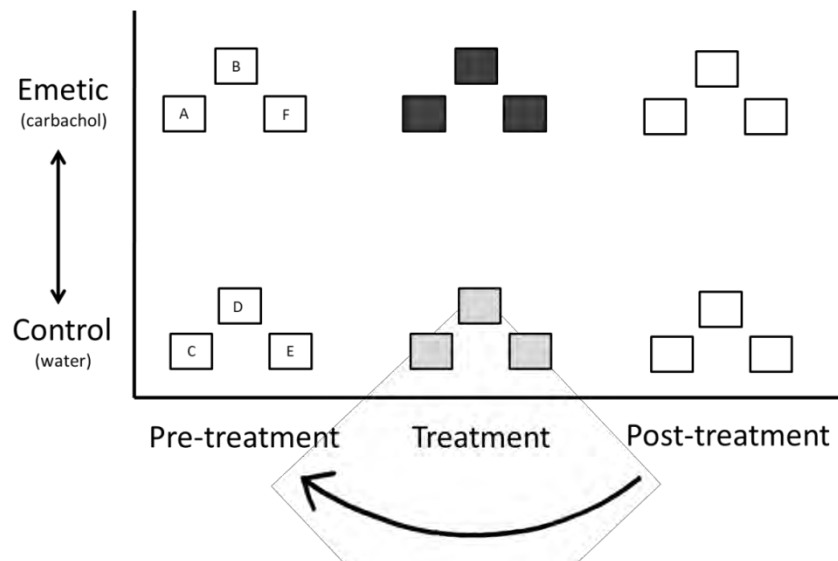 Emetic
(carbachol)
B
A
F
Control
(water)
D
C
E
Pre-treatment
Treatment
Post-treatment